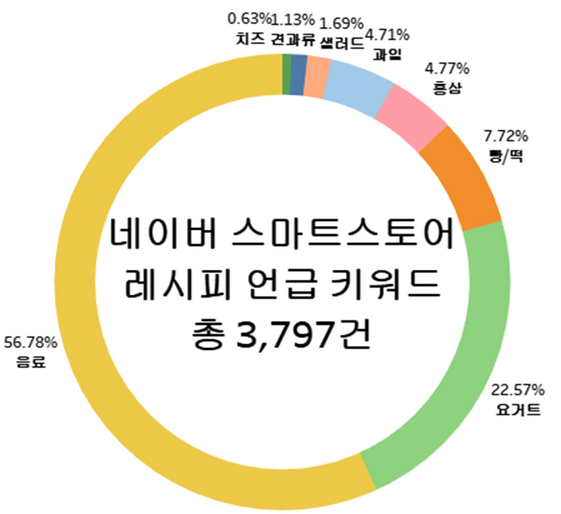 0.63% 1.13% 1.69% 4.71%
치즈 견과류 샐러드 과일
4.77%
홍삼
7.72%
빵/떡
네이버 스마트스토어
레시피 언급 키워드
총 3,797건
56.78%
음료
22.57%
요거트